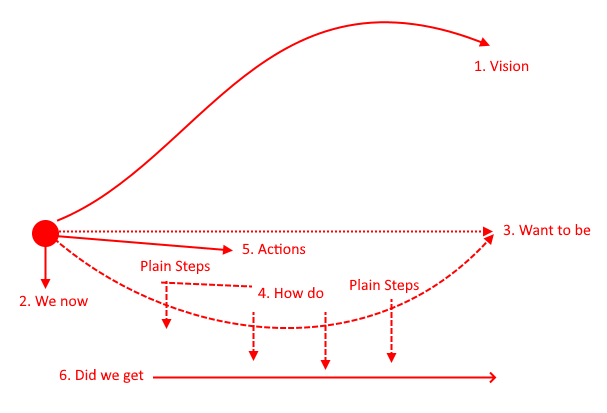 1. Vision
3. Want to be
5. Actions
Plain Steps
Plain Steps
4. How do
2. We now
6. Did we get